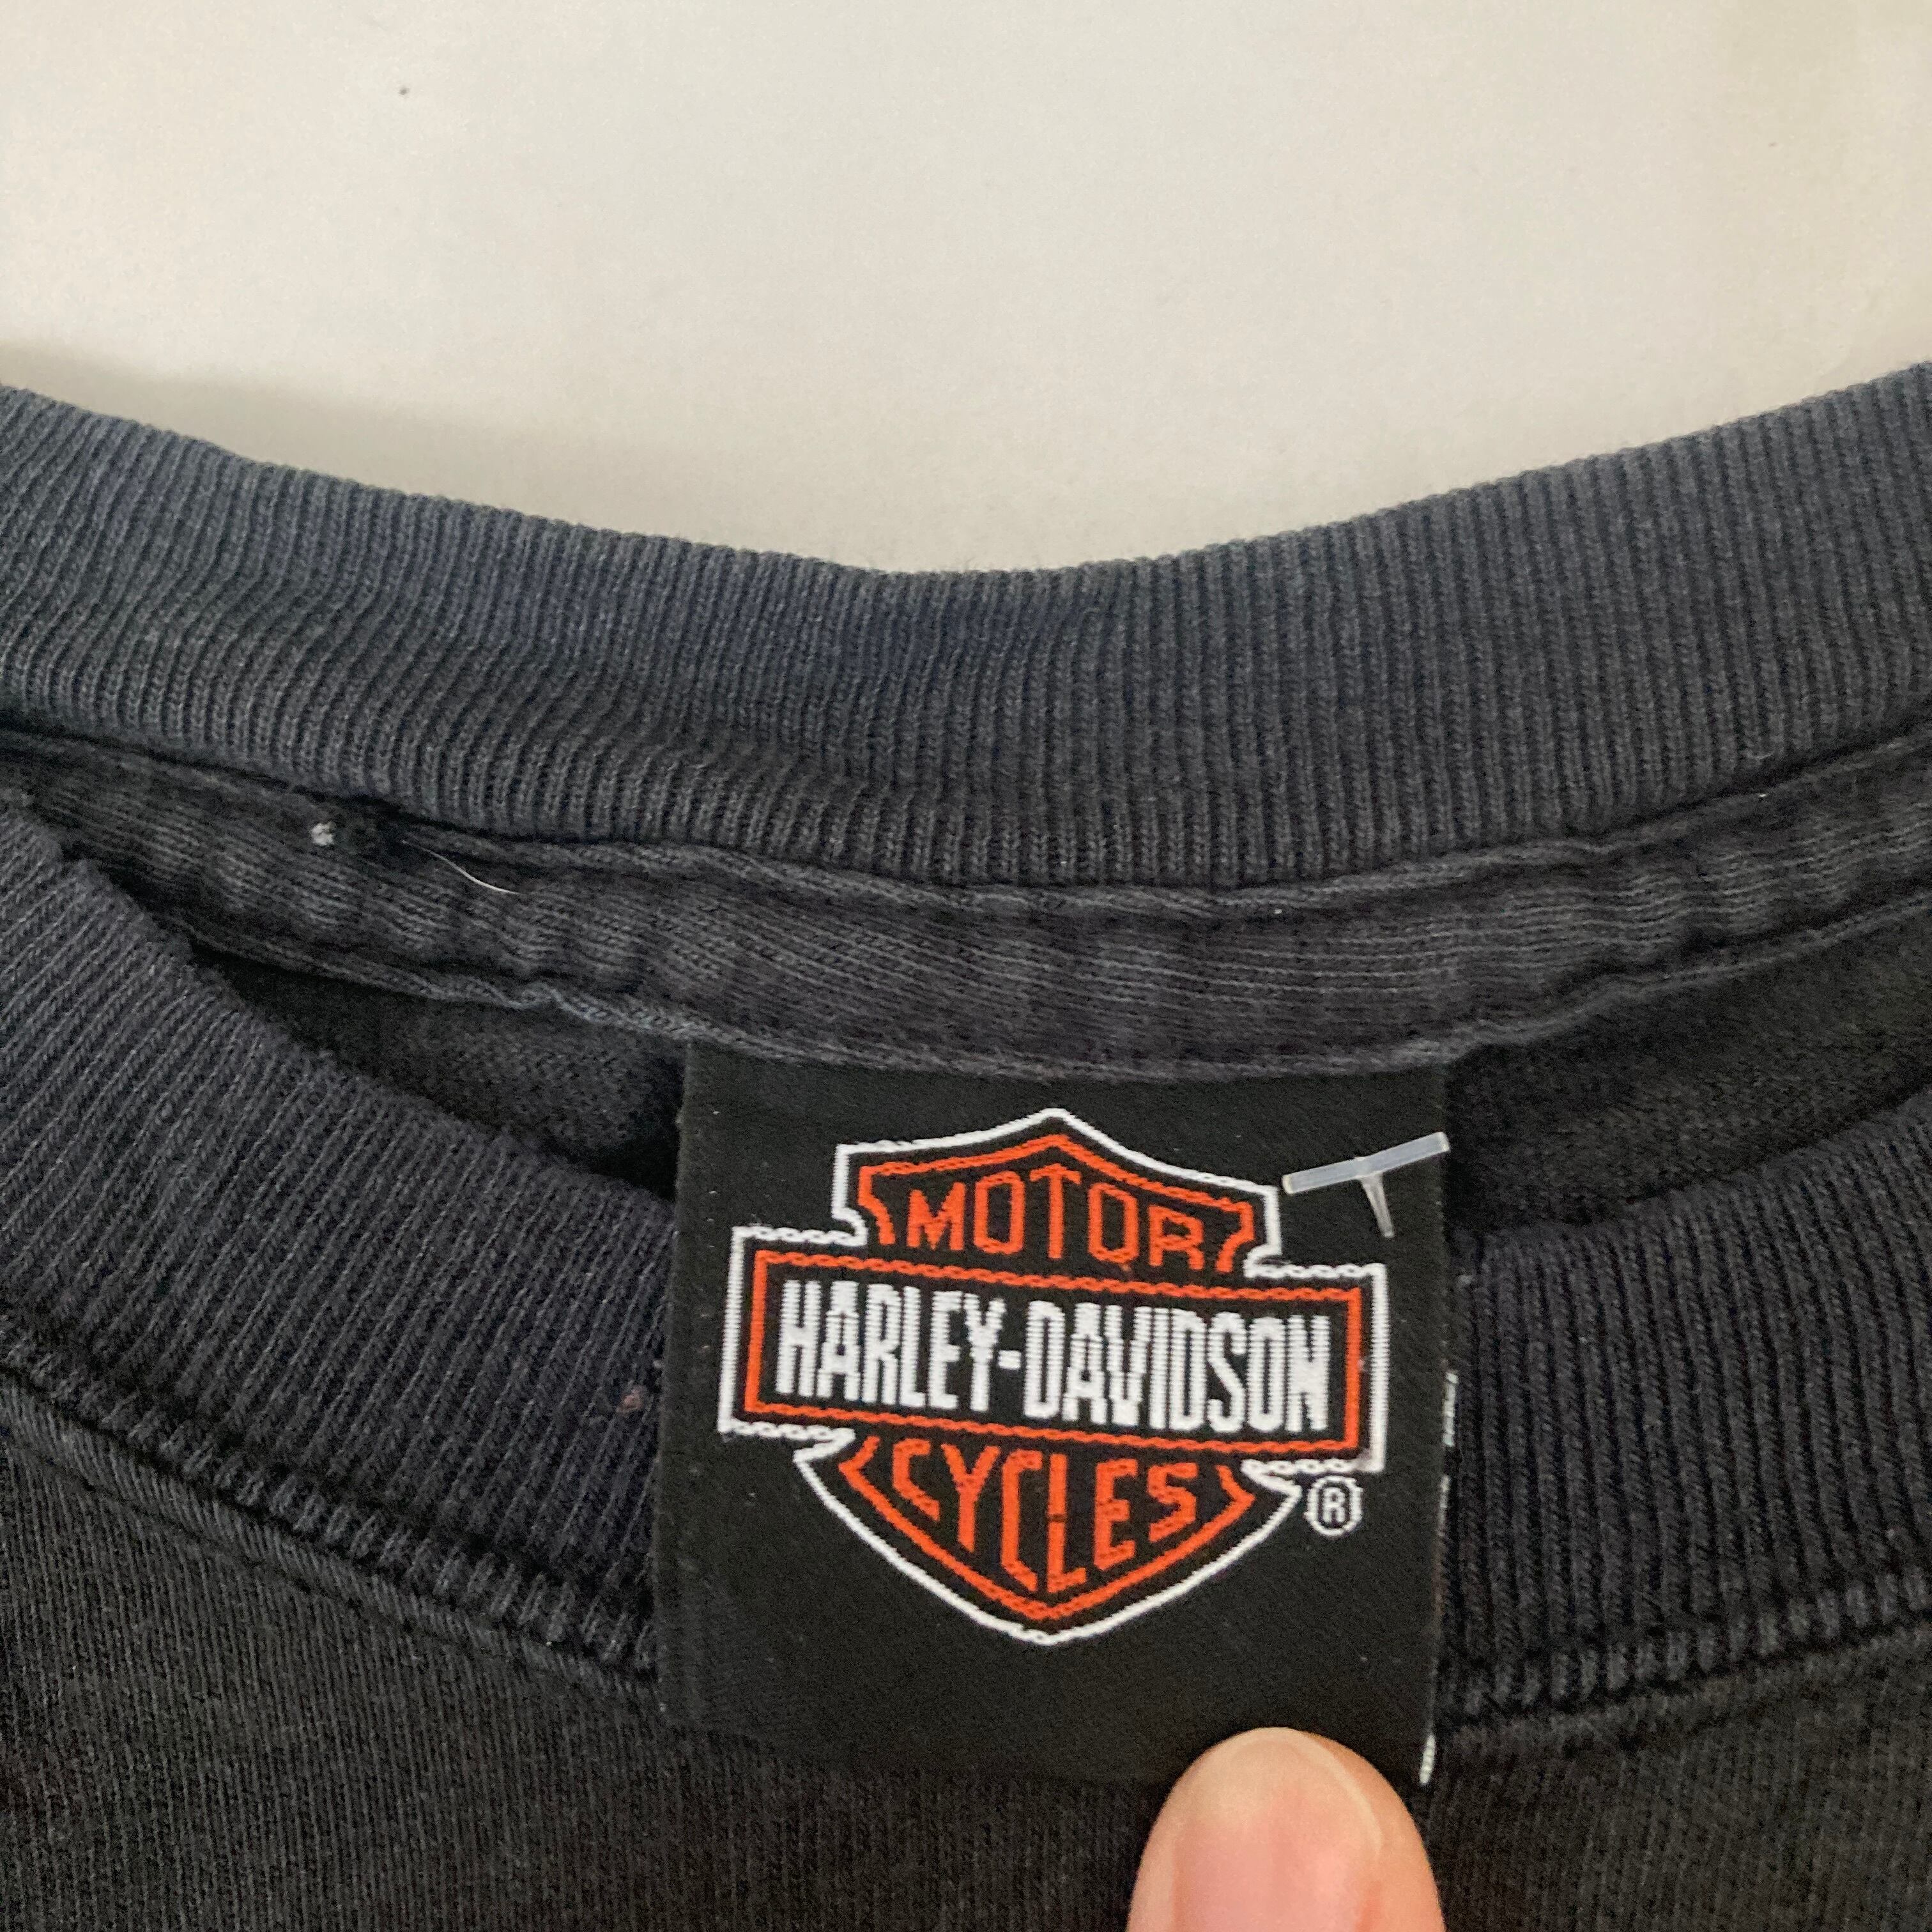 MOTOR
HARLEY-DAVIDSON
CYCLES
®